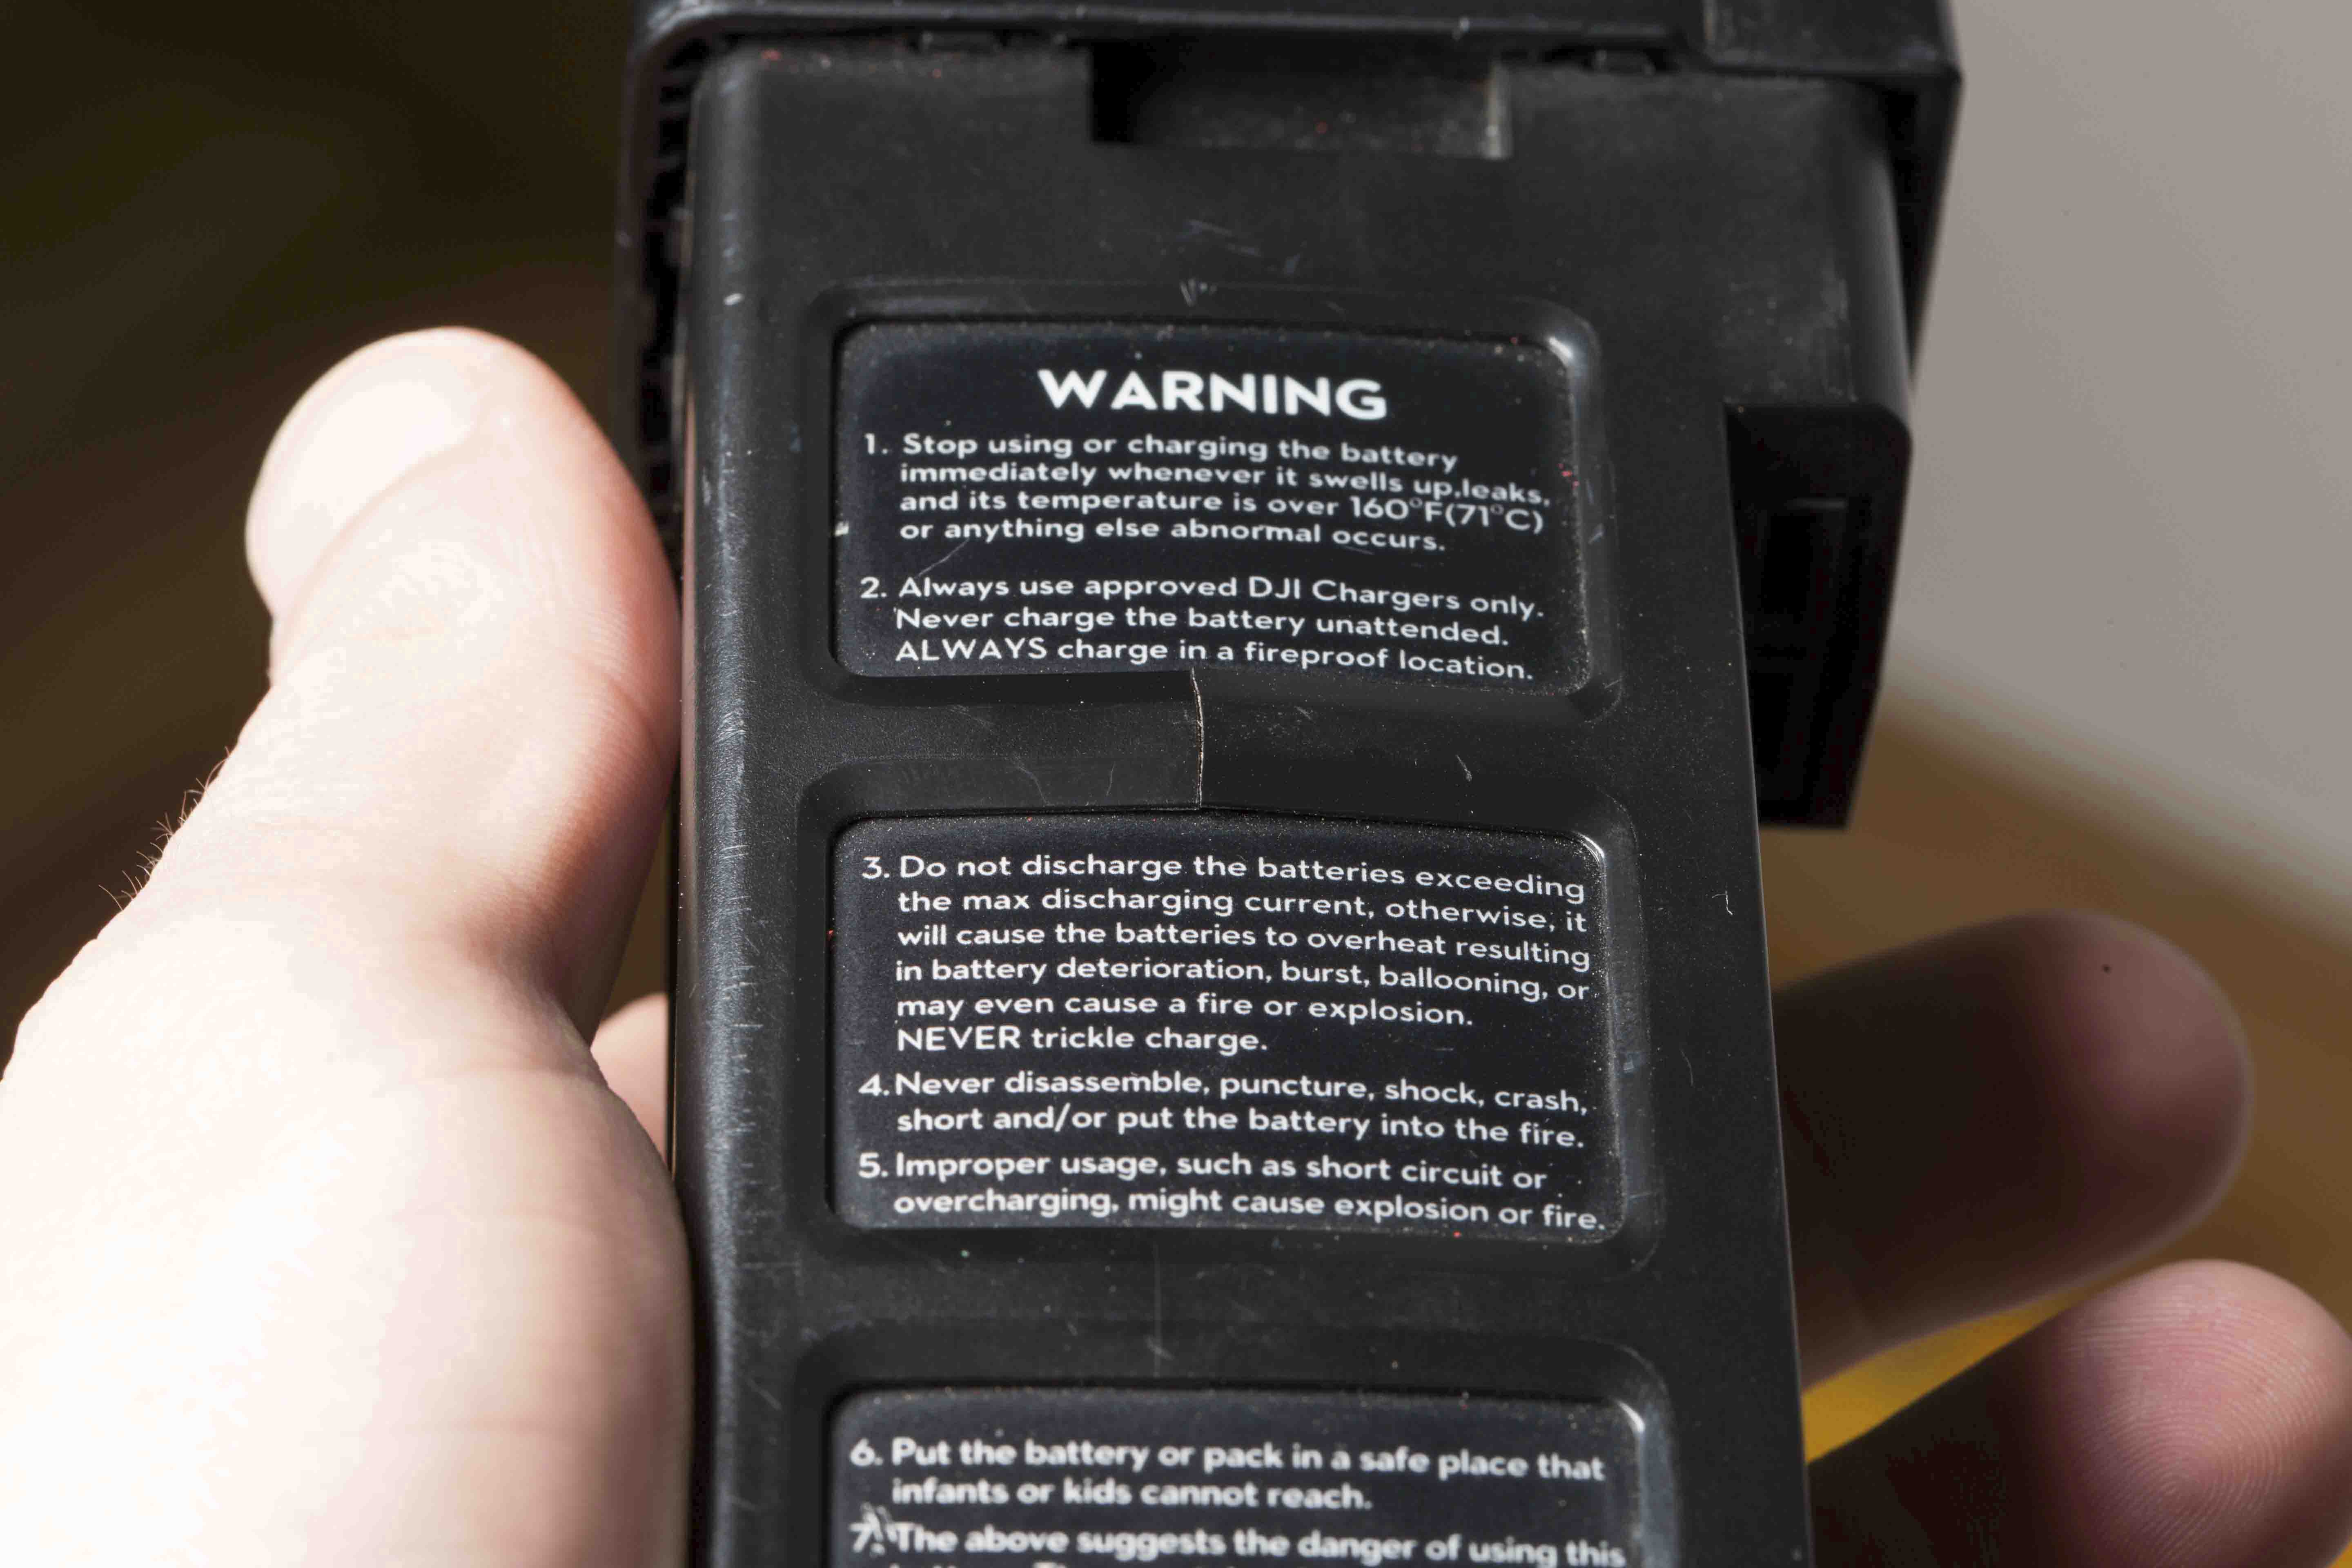 WARNING
1. Stop using or charging the battery
immediately whenever it swells up,leaks,
and its temperature is over 160°F(71°C)
or anything else abnormal occurs.
2. Always use approved DJI Chargers only.
Never charge the battery unattended.
ALWAYS charge in a fireproof location.
3. Do not discharge the batteries exceeding
the max discharging current, otherwise, it
will cause the batteries to overheat resulting
in battery deterioration, burst, ballooning, or
may even cause a fire or explosion.
NEVER trickle charge.
4. Never disassemble, puncture, shock, crash,
short and/or put the battery into the fire.
5. Improper usage, such as short circuit or
overcharging, might cause explosion or fire.
6. Put the battery or pack in a safe place that
infants or kids cannot reach.
7. The above suggests the danger of using this